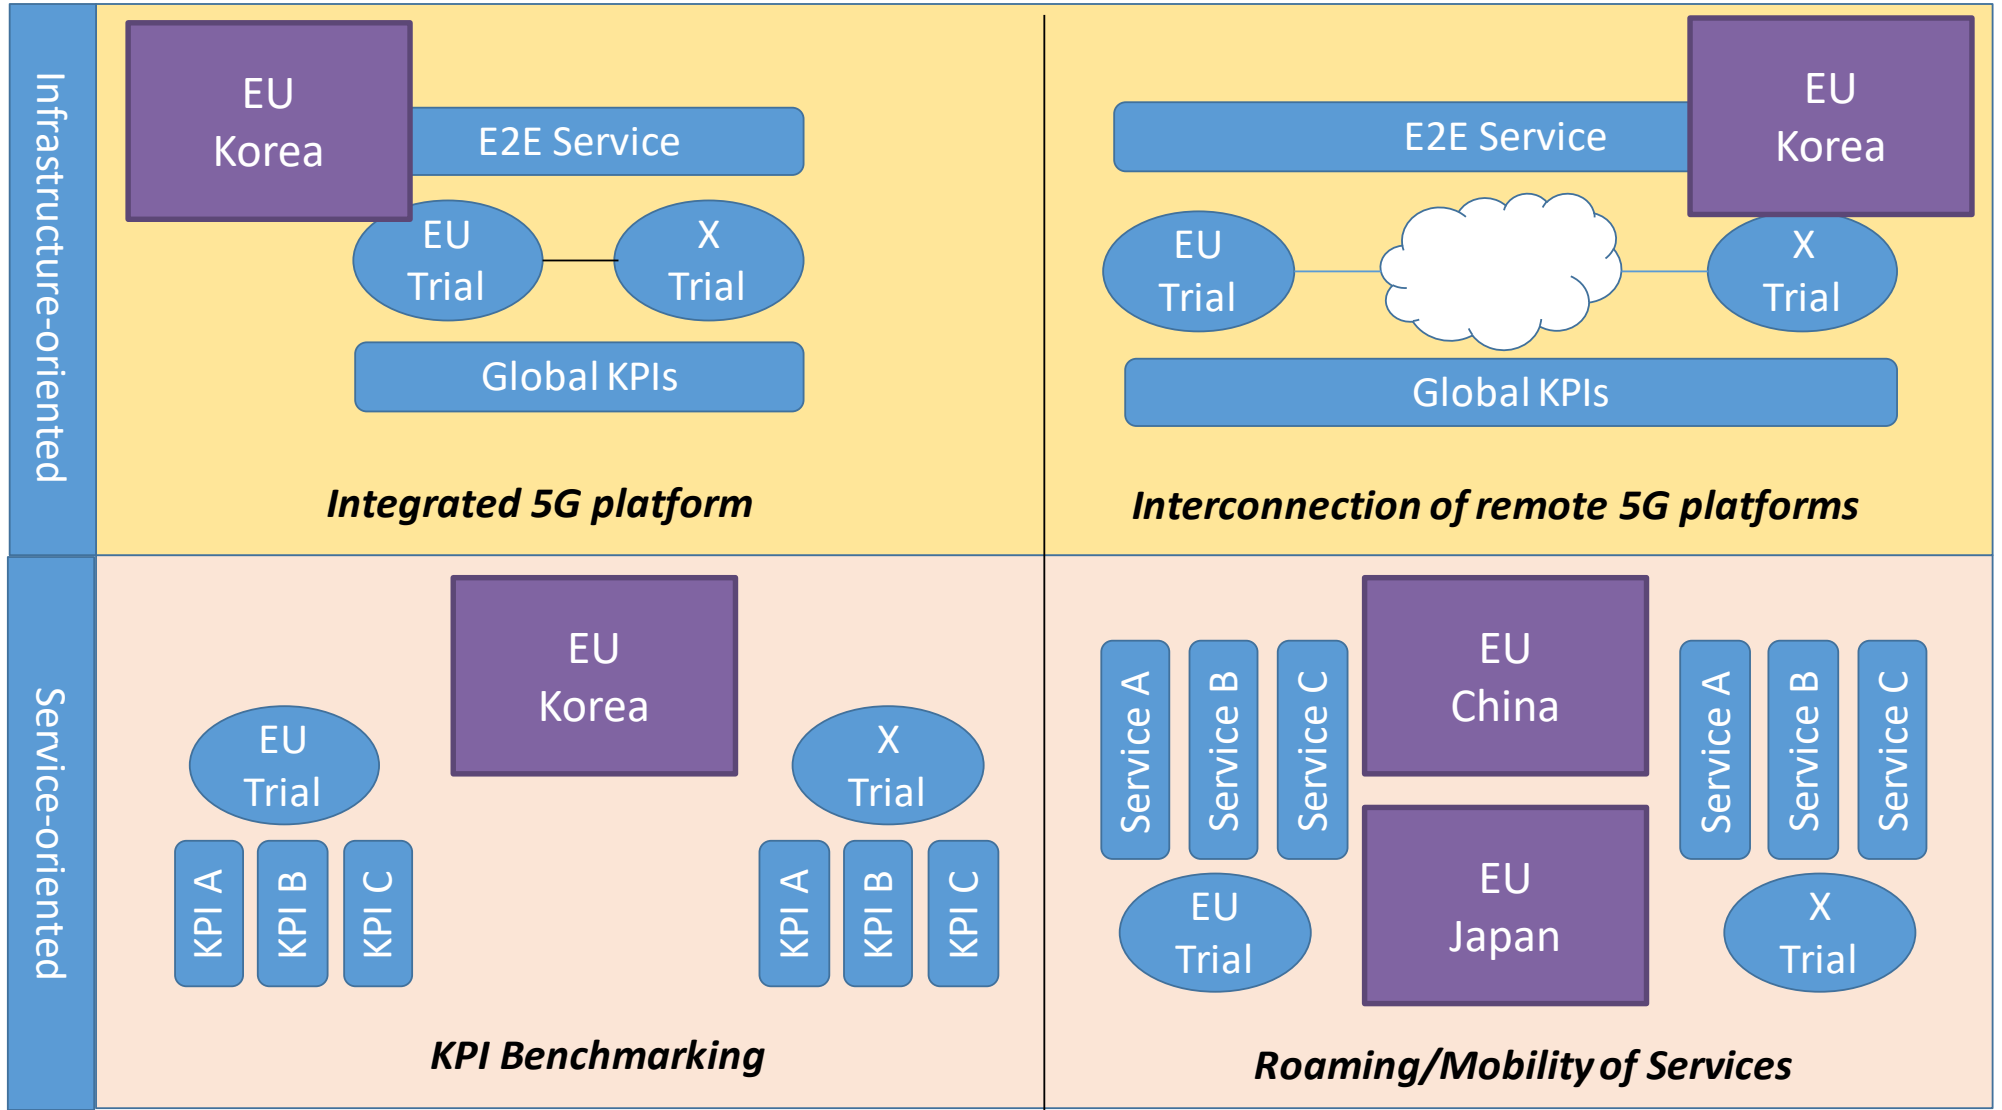 Infrastructure-oriented
EU
Korea
E2E Service
EU
Trial
X
Trial
Global KPIs
Integrated 5G platform
EU
Korea
E2E Service
EU
Trial
X
Trial
Global KPIs
Interconnection of remote 5G platforms
Service-oriented
EU
Korea
EU
Trial
X
Trial
KPI A
KPI B
KPI C
KPI A
KPI B
KPI C
KPI Benchmarking
EU
China
Service A
Service B
Service C
Service A
Service B
Service C
EU
Japan
EU
Trial
X
Trial
Roaming/Mobility of Services